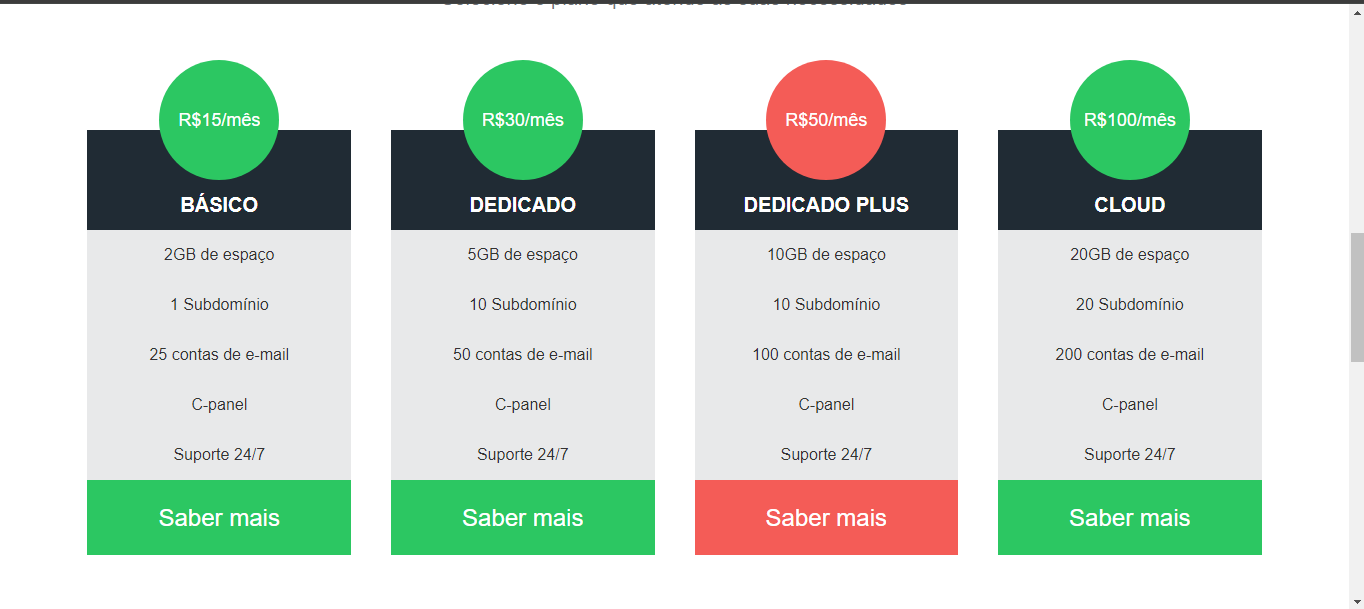 R$15/mês
BÁSICO
2GB de espaço
1 Subdomínio
25 contas de e-mail
C-panel
Suporte 24/7
Saber mais
R$30/mês
DEDICADO
5GB de espaço
10 Subdomínio
50 contas de e-mail
C-panel
Suporte 24/7
Saber mais
R$50/mês
DEDICADO PLUS
10GB de espaço
10 Subdomínio
100 contas de e-mail
C-panel
Suporte 24/7
Saber mais
R$100/mês
CLOUD
20GB de espaço
20 Subdomínio
200 contas de e-mail
C-panel
Suporte 24/7
Saber mais